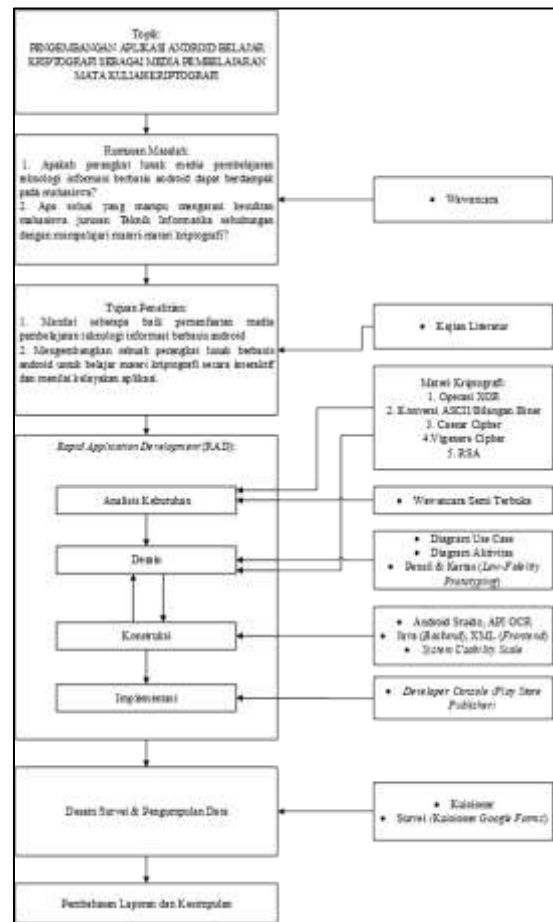 Topik:
PENGEMBANGAN APLIKASI ANDROID BELAJAR
KRIPTOGRAFI SEBAGAI MEDIA PEMBELAJARAN
MATA KULIAH KRIPTOGRAFI
Rumusan Masalah:
1. Apakah perangkat lunak media pembelajaran
teknologi informasi berbasis android dapat berdampak
pada mahasiswa?
2. Apa solusi yang mampu mengatasi kesulitan
mahasiswa jurusan Teknik Informatika sehubungan
dengan mempelajari materi-materi kriptografi?
Wawancara
Tujuan Penelitian:
1. Menilai seberapa baik pemanfaatan media
pembelajaran teknologi informasi berbasis android
2. Mengembangkan sebuah perangkat lunak berbasis
android untuk belajar materi kriptografi secara interaktif
dan menilai kelayakan aplikasi.
Kajian Literatur
Materi Kriptografi:
1. Operasi XOR
2. Konversi ASCII/Bilangan Biner
3. Caesar Cipher
4. Vigenere Cipher
5. RSA
Rapid Application Development (RAD):
Analisis Kebutuhan
Wawancara Semi Terbuka
Desain
Diagram Use Case
Diagram Aktivitas
Pensil & Kertas (Low-Fidelity
Prototyping)
Konstruksi
Android Studio, API OCR
Java (Backend), XML (Frontend)
System Usability Scale
Implementasi
Developer Console (Play Store
Publisher)
Desain Survei & Pengumpulan Data
Kuisioner
Survei (Kuisioner Google Forms)
Pembahasan Laporan dan Kesimpulan